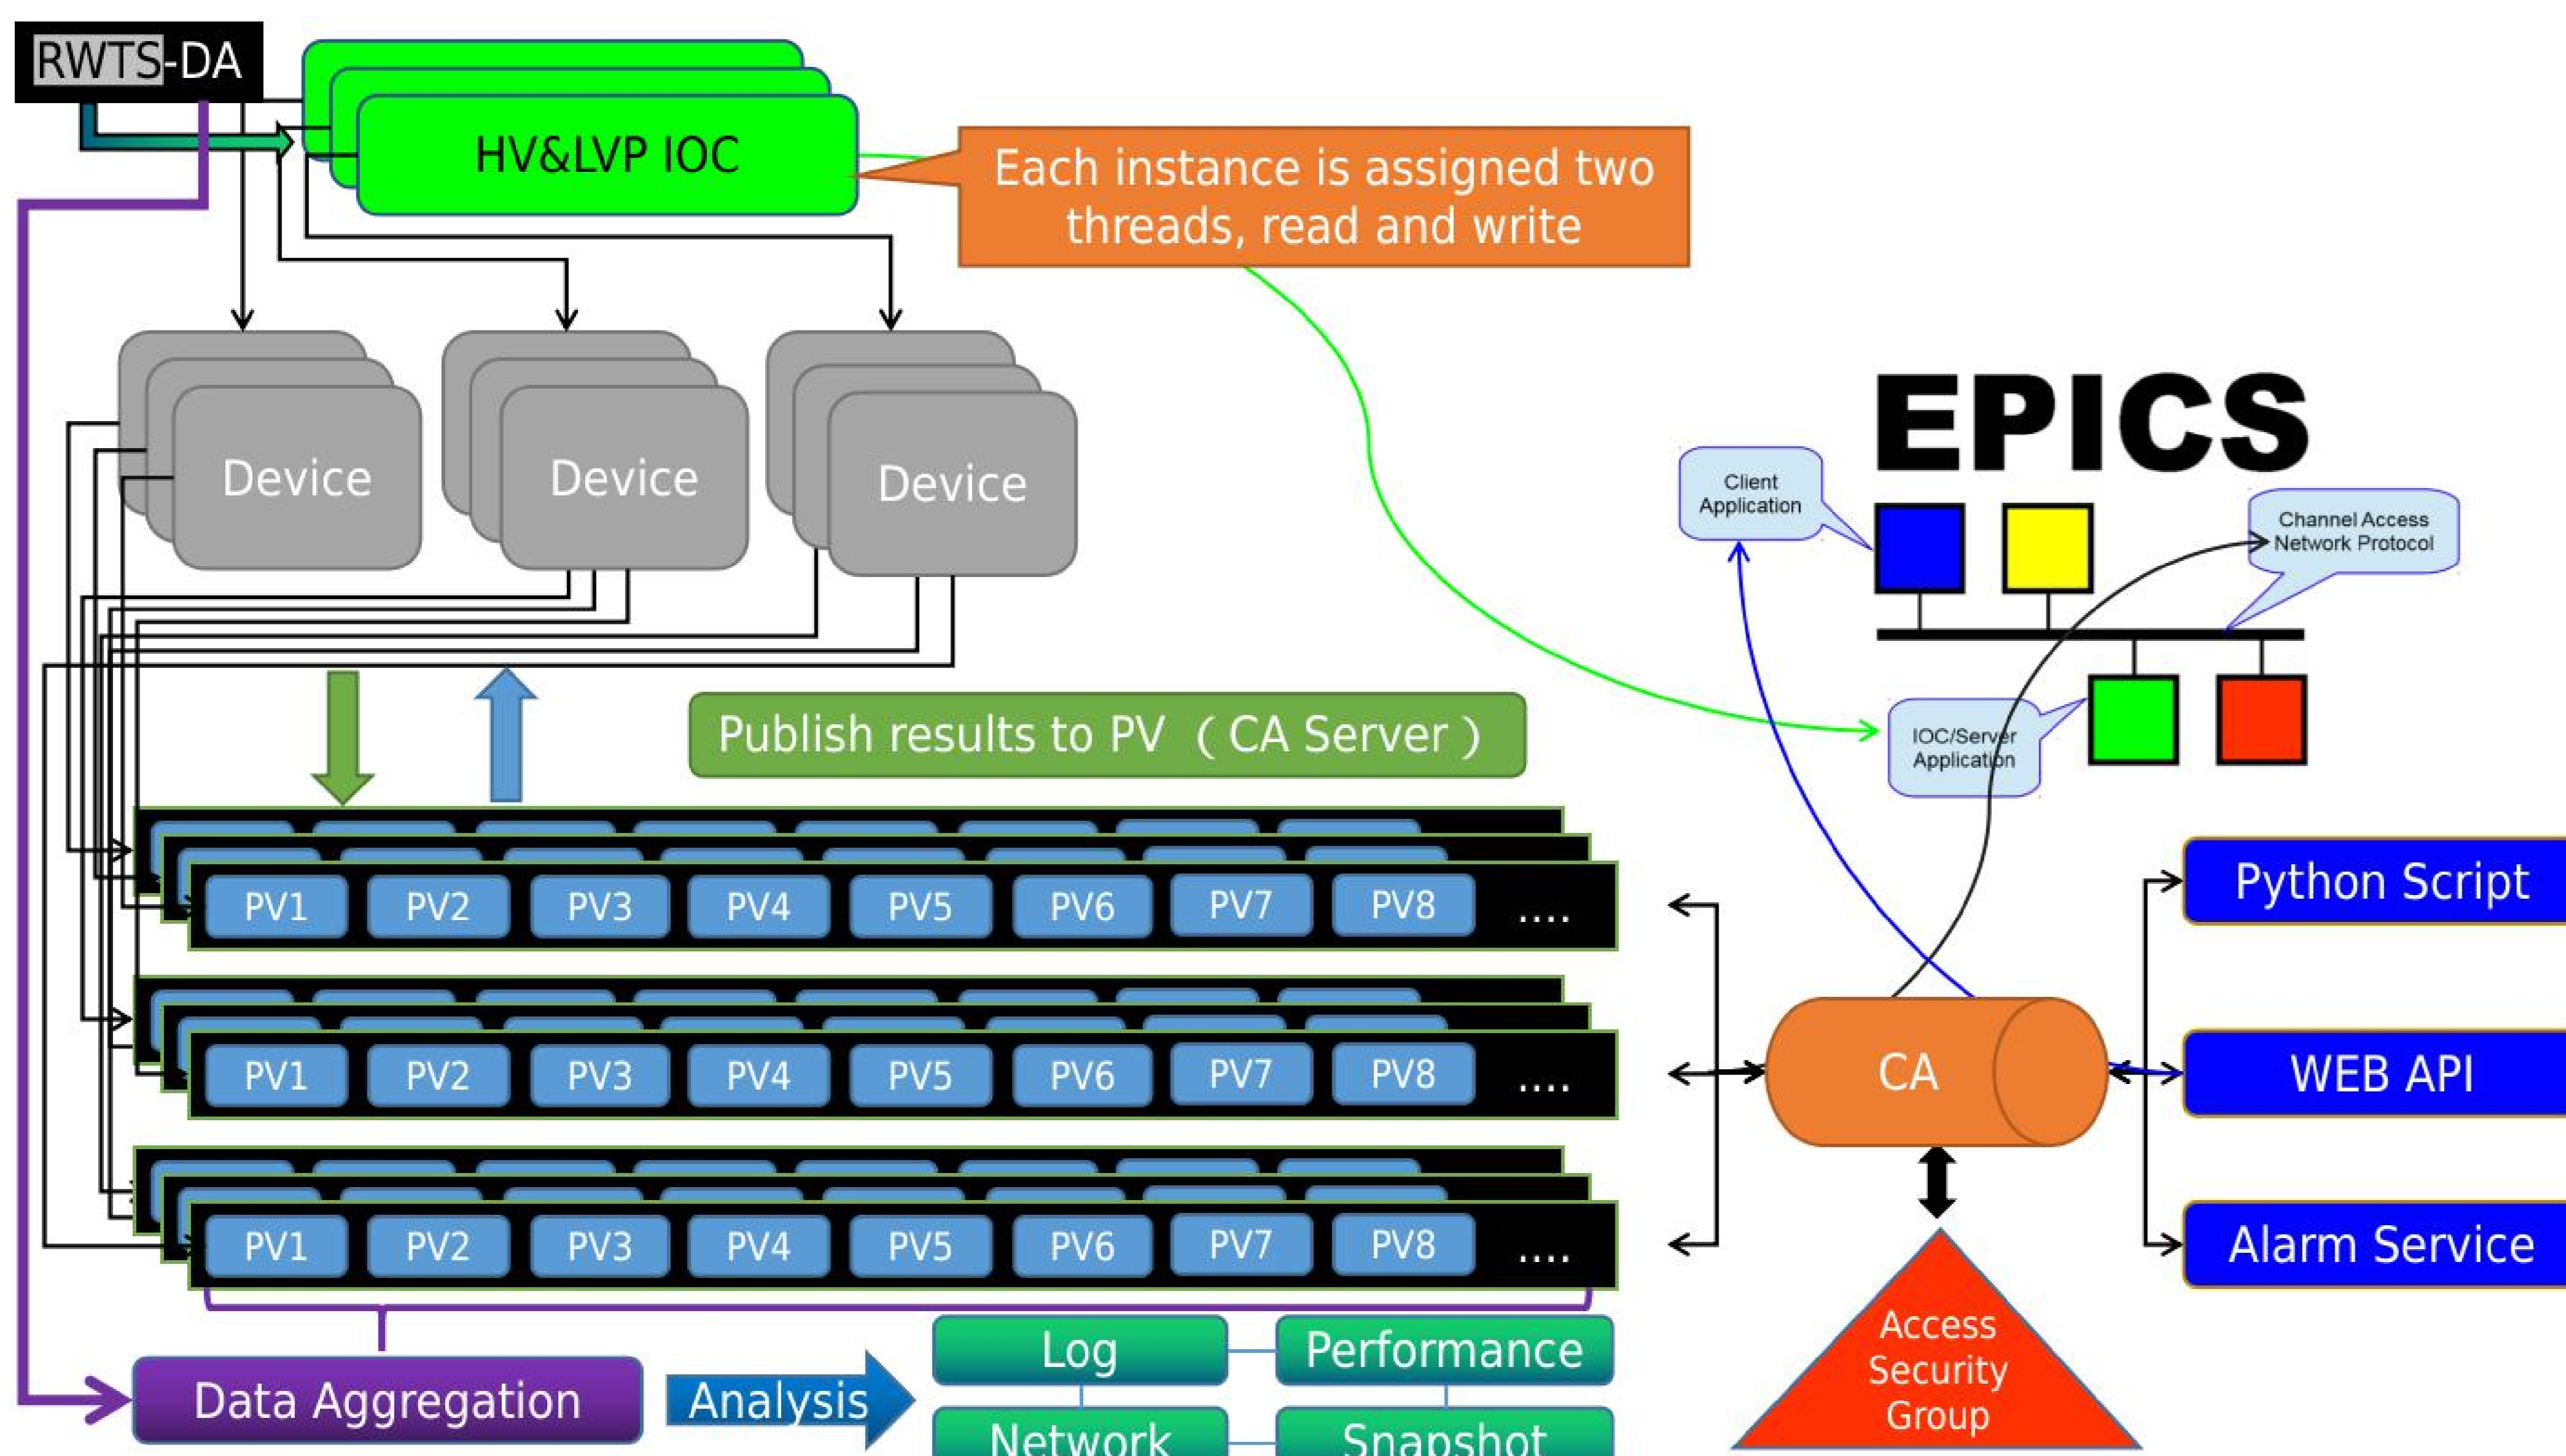 RWTS-DA
HV&LVP IOC
Each instance is assigned two
threads, read and write
Device
Device
Device
EPICS
Client
Application
Channel Access
Network Protocol
IOC/Server
Application
Publish results to PV （CA Server）
PV1 PV2 PV3 PV4 PV5 PV6 PV7 PV8 ....
PV1 PV2 PV3 PV4 PV5 PV6 PV7 PV8 ....
PV1 PV2 PV3 PV4 PV5 PV6 PV7 PV8 ....
CA
Python Script
WEB API
Alarm Service
Access
Security
Group
Data Aggregation
Analysis
Log
Performance
Network
Snapshot